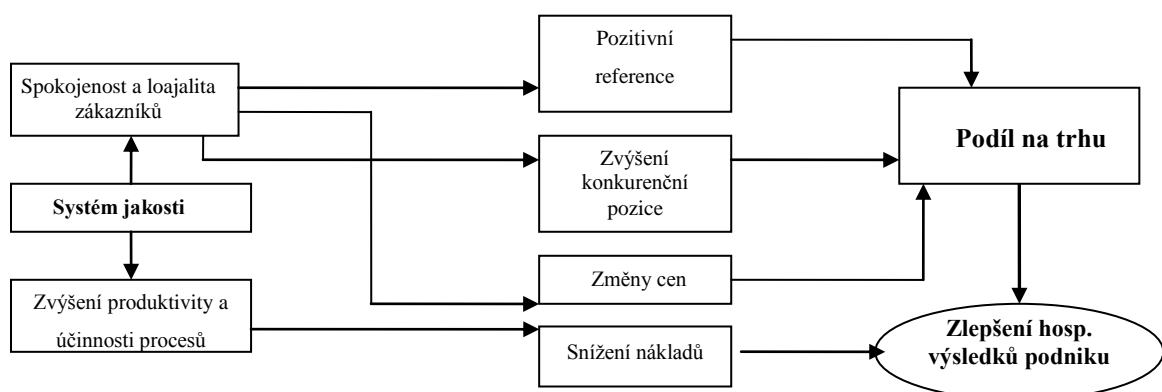 Spokojenost a loajalita
zákazníků
Systém jakosti
Zvýšení produktivity a
účinnosti procesů
Pozitivní
reference
Zvýšení
konkurenční
pozice
Změny cen
Snížení nákladů
Podíl na trhu
Zlepšení hosp.
výsledků podniku